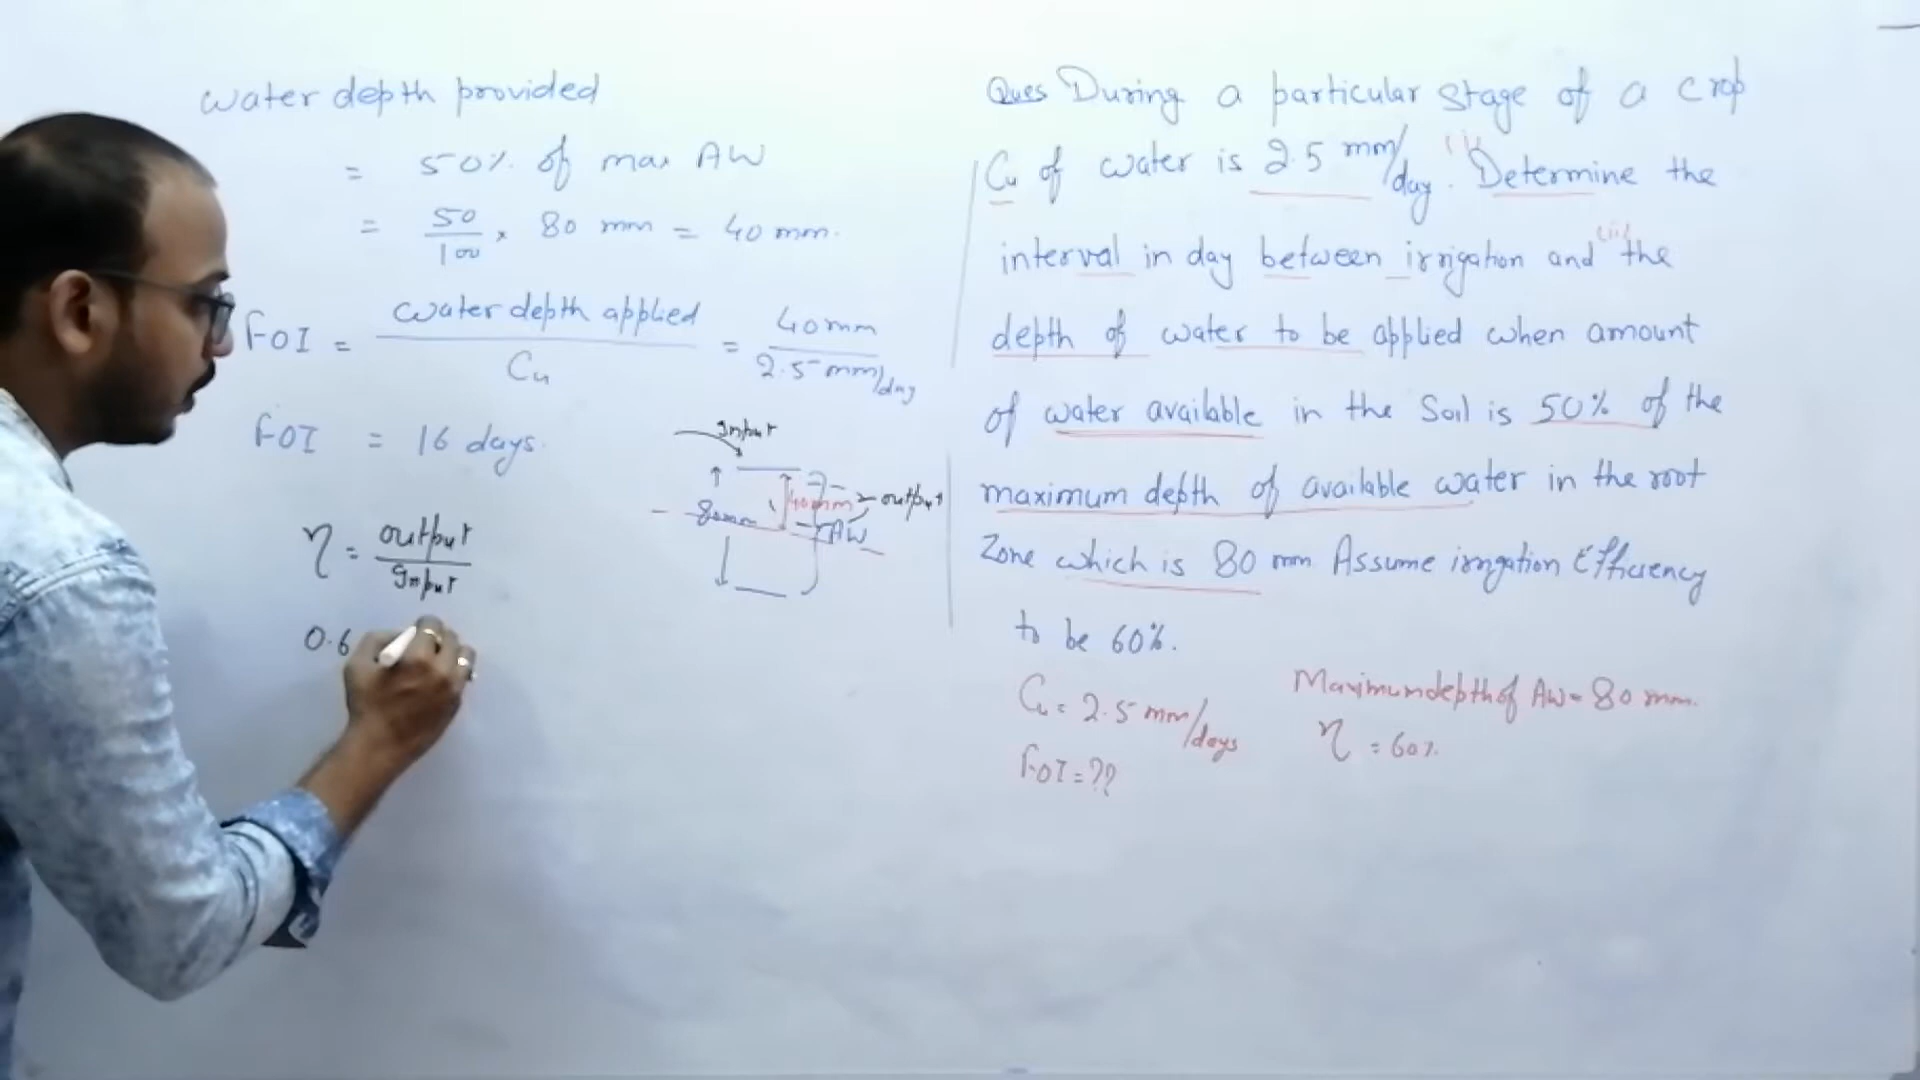 water depth provided
= 50% of max AW
= 50/100 × 80 mm = 40 mm.
FOI = water depth applied / Cu = 40mm / 2.5 mm/day
FOI = 16 days.
η = output / Input
0.6
Input
80mm
40mm
output
AW
Ques During a particular stage of a crop
Cu of water is 2.5 mm/day. (i) Determine the
interval in day between irrigation and (ii) the
depth of water to be applied when amount
of water available in the Soil is 50% of the
maximum depth of available water in the root
Zone which is 80 mm Assume irrigation Efficiency
to be 60%.
Cu = 2.5 mm/days
Maximum depth of AW = 80 mm.
η = 60%
FOI = ??